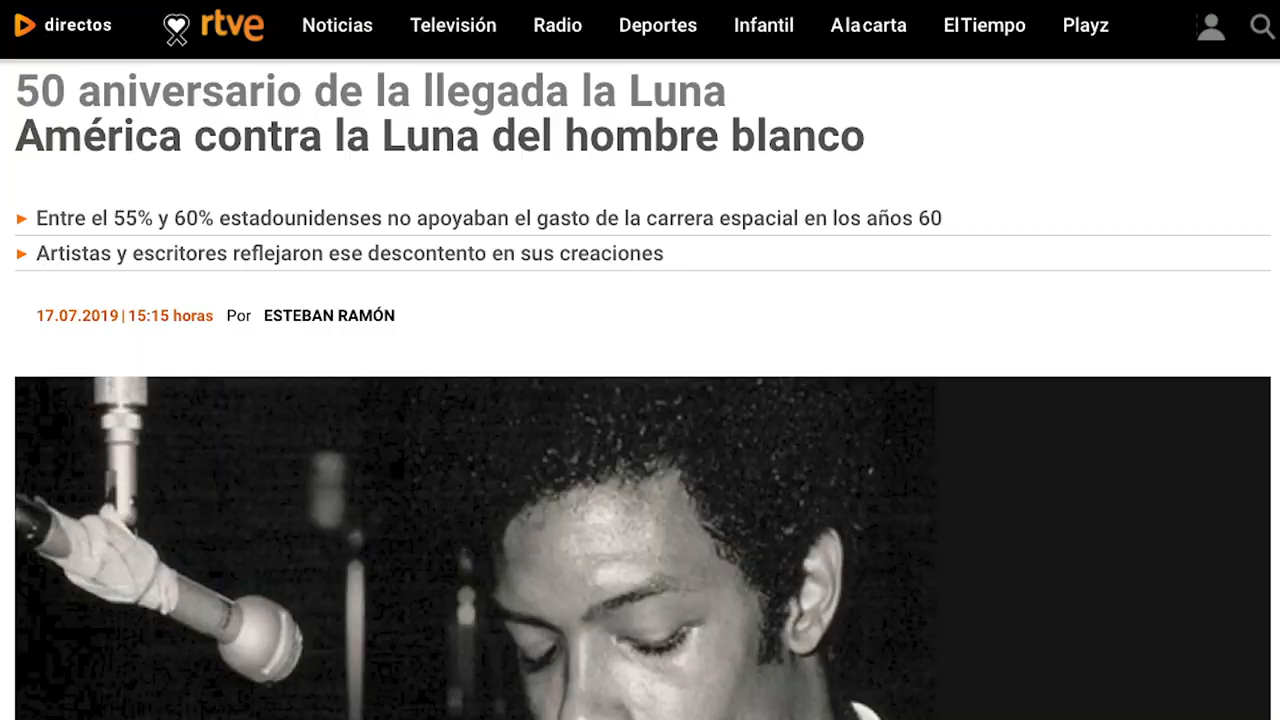 directos rtve Noticias Televisión Radio Deportes Infantil A la carta El Tiempo Playz
50 aniversario de la llegada la Luna
América contra la Luna del hombre blanco
Entre el 55% y 60% estadounidenses no apoyaban el gasto de la carrera espacial en los años 60
Artistas y escritores reflejaron ese descontento en sus creaciones
17.07.2019 | 15:15 horas Por ESTEBAN RAMÓN